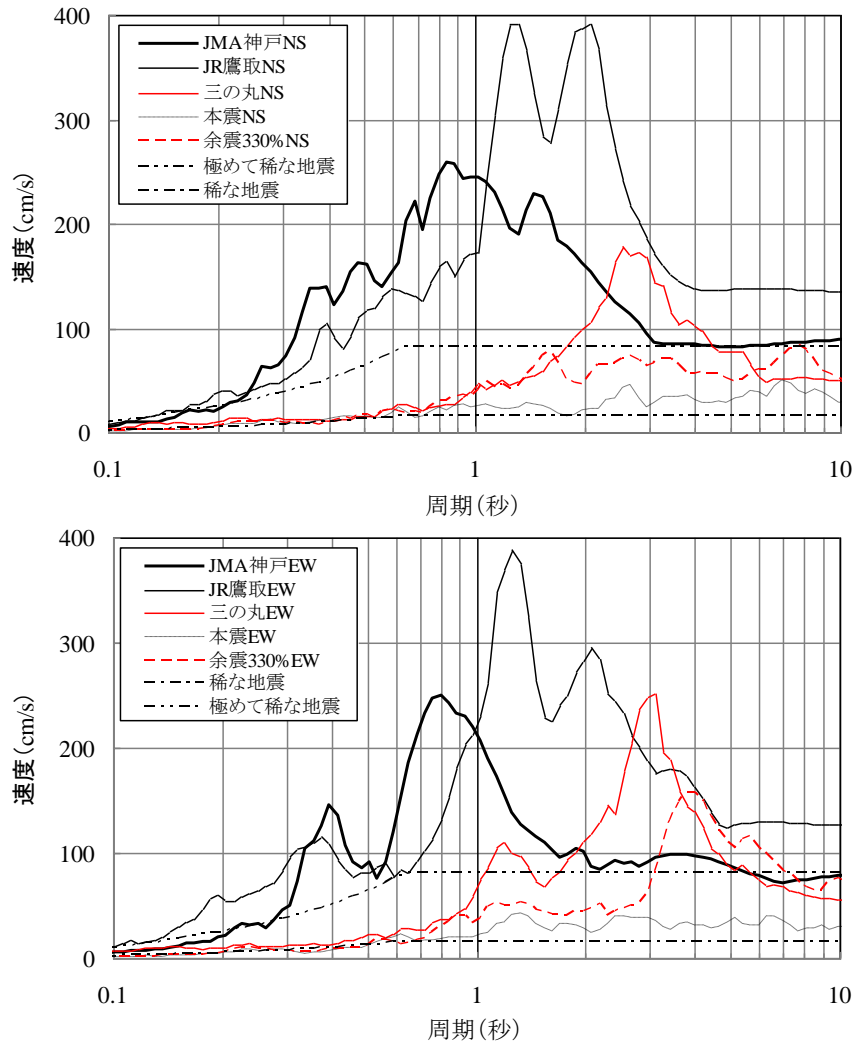 400
300
200
100
0
速度(cm/s)
JMA神戸NS
JR鷹取NS
三の丸NS
本震NS
余震330%NS
極めて稀な地震
稀な地震
0.1
1
10
周期(秒)
400
300
200
100
0
速度(cm/s)
JMA神戸EW
JR鷹取EW
三の丸EW
本震EW
余震330%EW
稀な地震
極めて稀な地震
0.1
1
10
周期(秒)